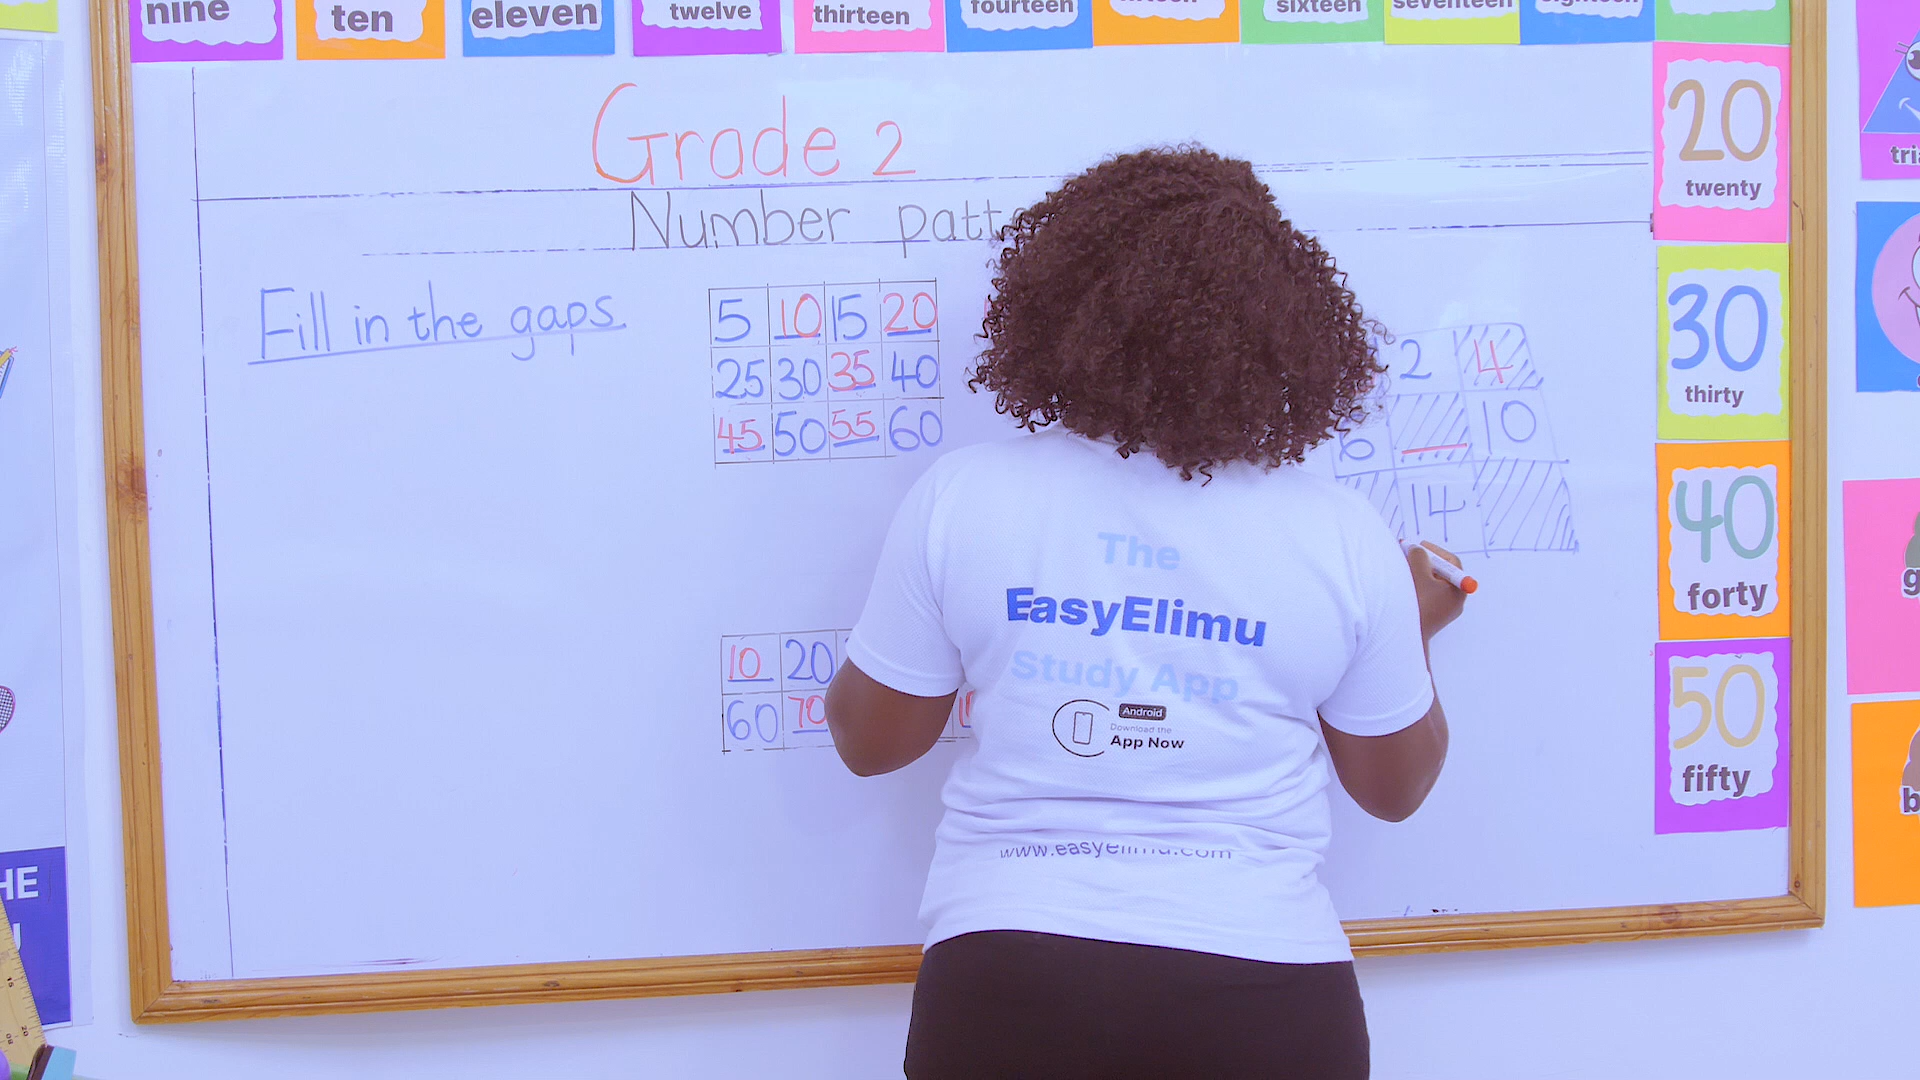 nine
ten
eleven
twelve
thirteen
fourteen
sixteen
seventeen
eighteen
Grade 2
Number patt
Fill in the gaps
5 10 15 20
25 30 35 40
45 50 55 60
2 4
6 10
14
10 20
60 70
20
twenty
30
thirty
40
forty
50
fifty
The
EasyElimu
Study App
Android
Download the
App Now
www.easyelimu.com